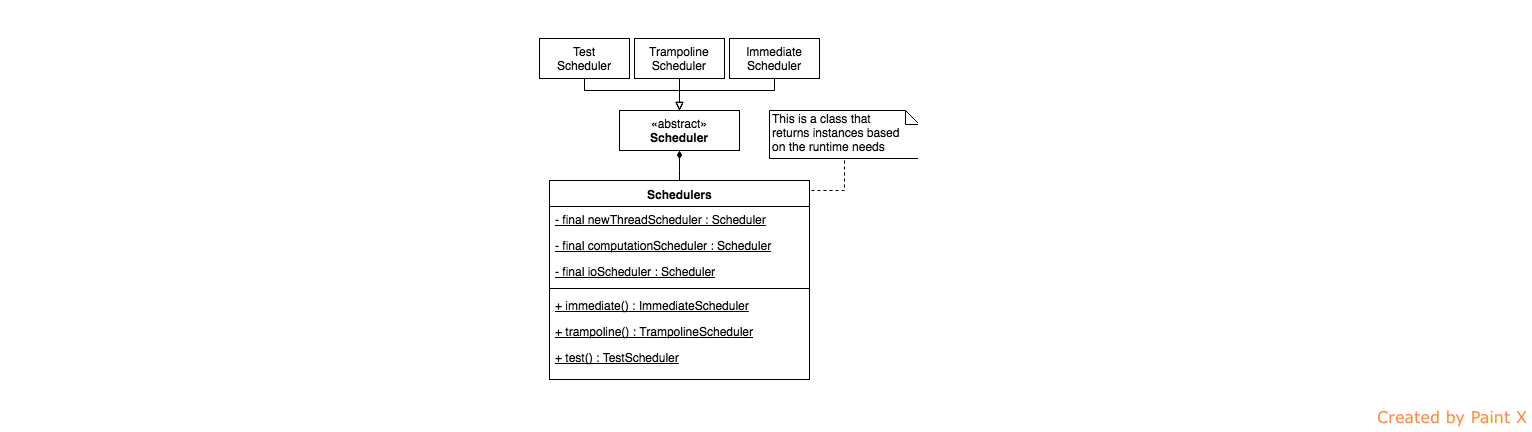 Test
Scheduler
Trampoline
Scheduler
Immediate
Scheduler
«abstract»
Scheduler
This is a class that
returns instances based
on the runtime needs
Schedulers
- final newThreadScheduler : Scheduler
- final computationScheduler : Scheduler
- final ioScheduler : Scheduler
+ immediate() : ImmediateScheduler
+ trampoline() : TrampolineScheduler
+ test() : TestScheduler
Created by Paint X